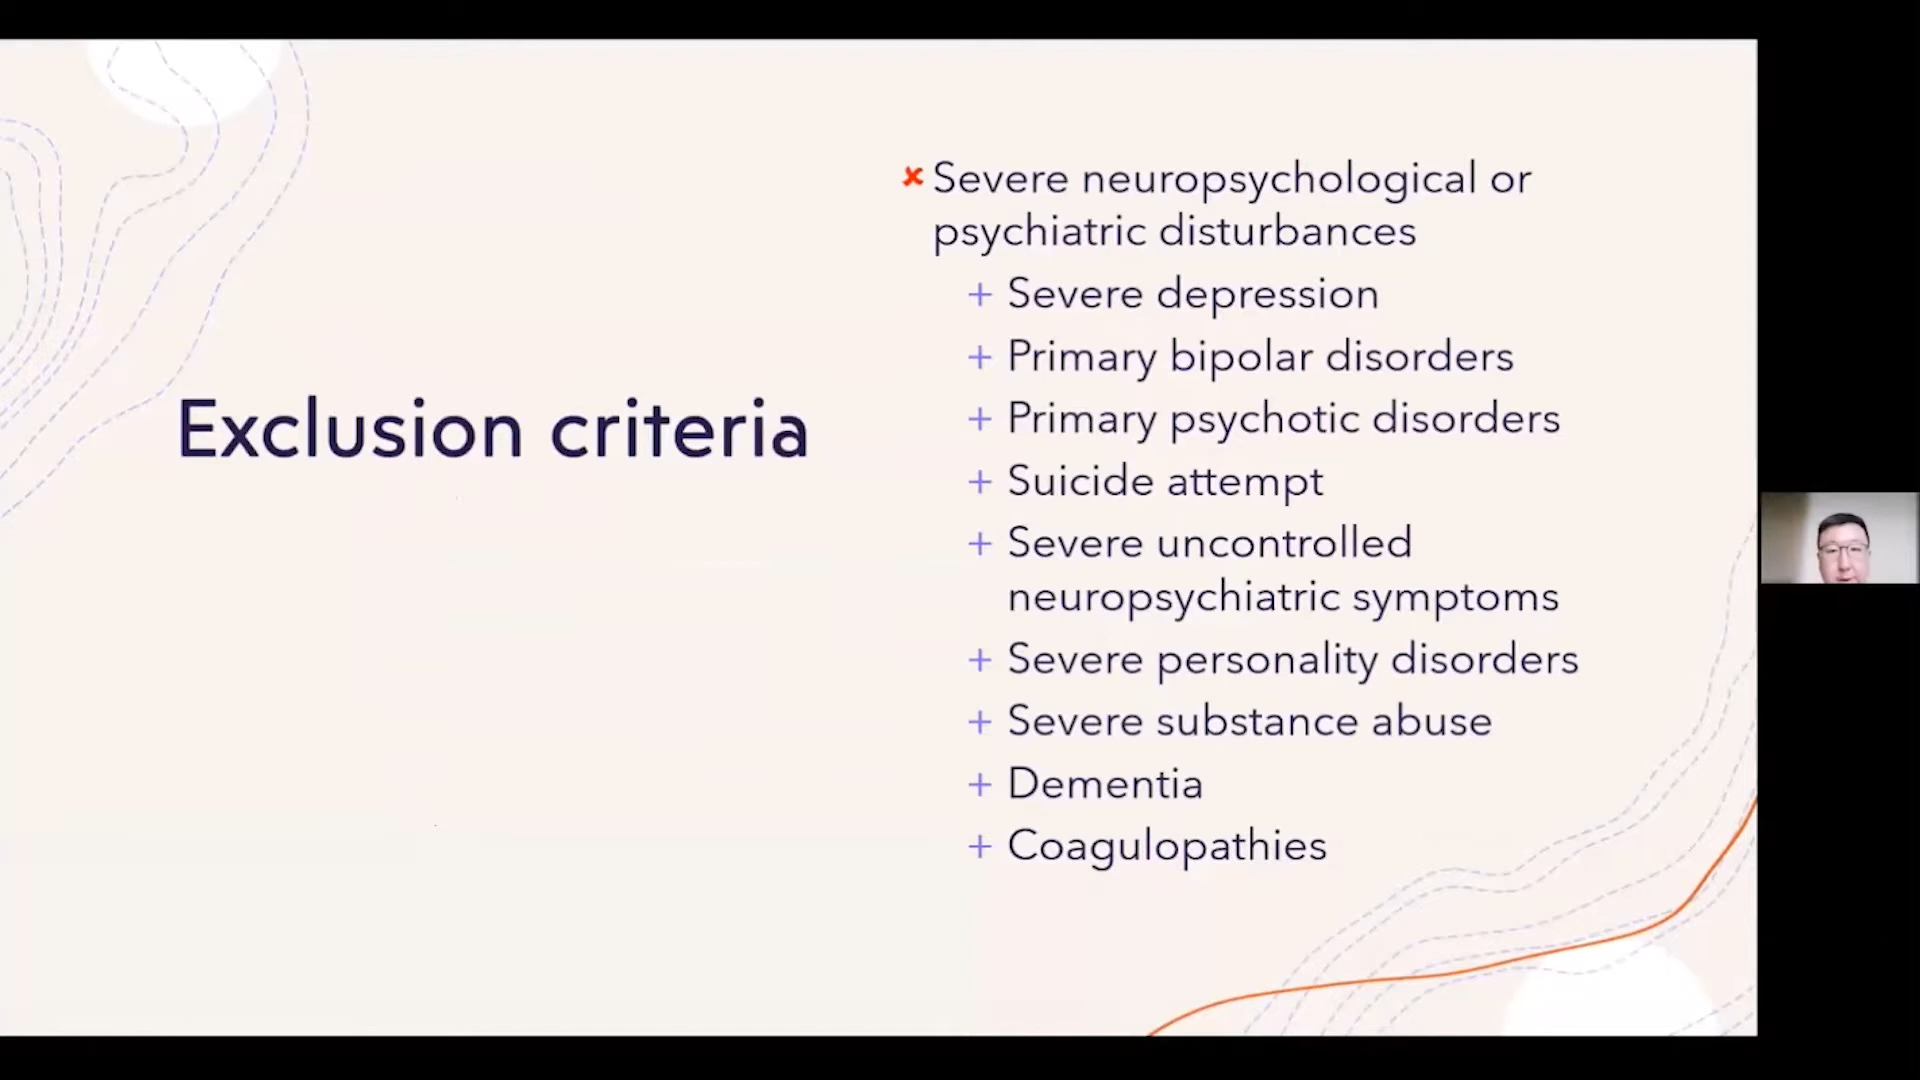 Exclusion criteria
Severe neuropsychological or
psychiatric disturbances
+ Severe depression
+ Primary bipolar disorders
+ Primary psychotic disorders
+ Suicide attempt
+ Severe uncontrolled
neuropsychiatric symptoms
+ Severe personality disorders
+ Severe substance abuse
+ Dementia
+ Coagulopathies